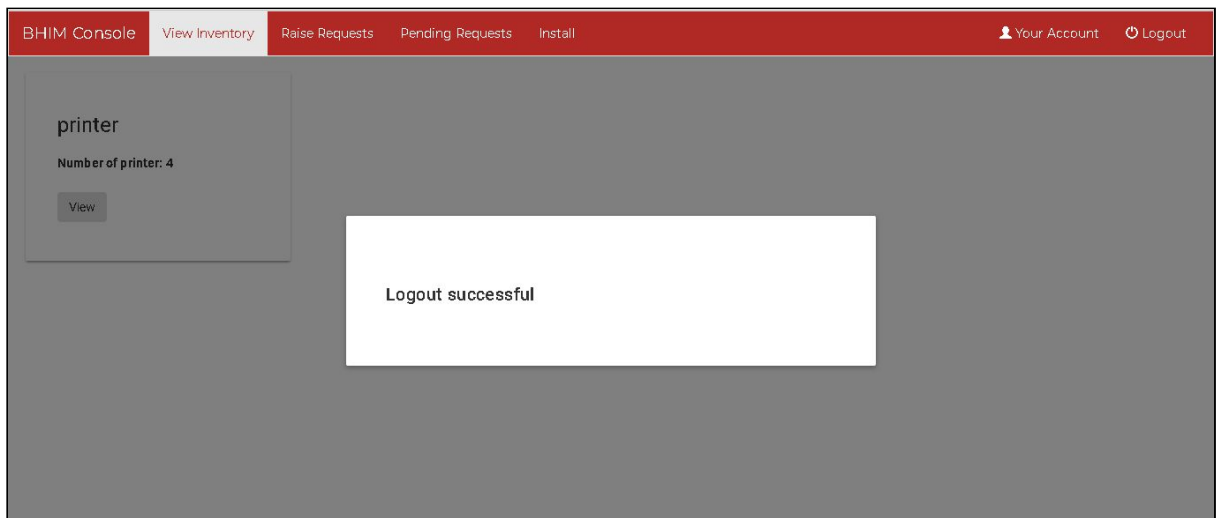 BHIM Console View Inventory Raise Requests Pending Requests Install Your Account Logout
printer
Number of printer: 4
View
Logout successful